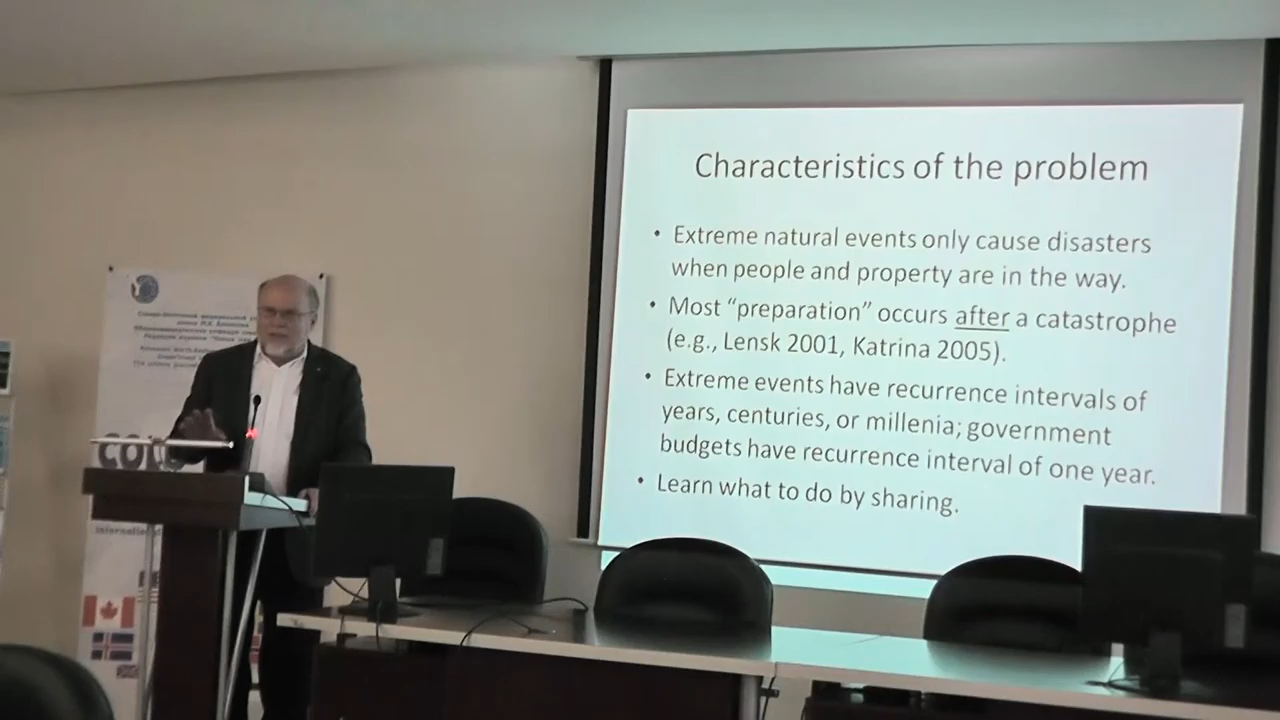 Characteristics of the problem
• Extreme natural events only cause disasters
when people and property are in the way.
• Most “preparation” occurs after a catastrophe
(e.g., Lensk 2001, Katrina 2005).
• Extreme events have recurrence intervals of
years, centuries, or millenia; government
budgets have recurrence interval of one year.
• Learn what to do by sharing.